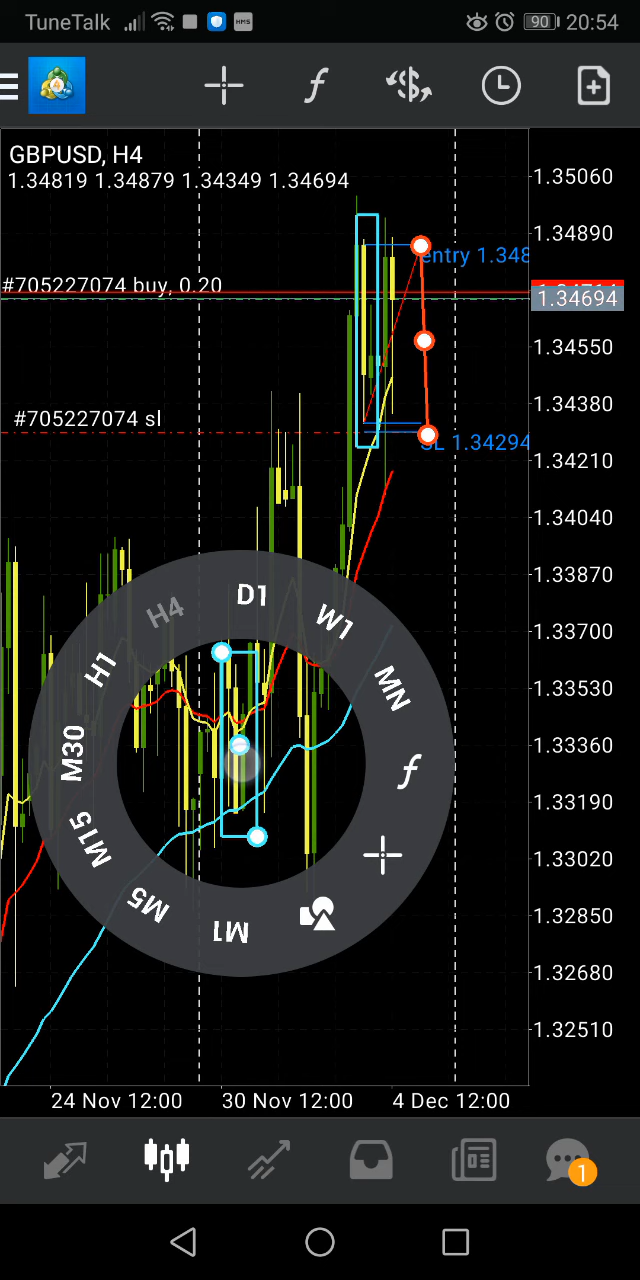 TuneTalk
HMS
90
20:54
f
GBPUSD, H4
1.34819 1.34879 1.34349 1.34694
1.35060
1.34890
entry 1.348
#705227074 buy, 0.20
1.34694
1.34550
1.34380
#705227074 sl
SL 1.34294
1.34210
1.34040
1.33870
1.33700
1.33530
1.33360
1.33190
1.33020
1.32850
1.32680
1.32510
H4
D1
W1
MN
f
H1
M30
M15
M5
M1
24 Nov 12:00
30 Nov 12:00
4 Dec 12:00
1